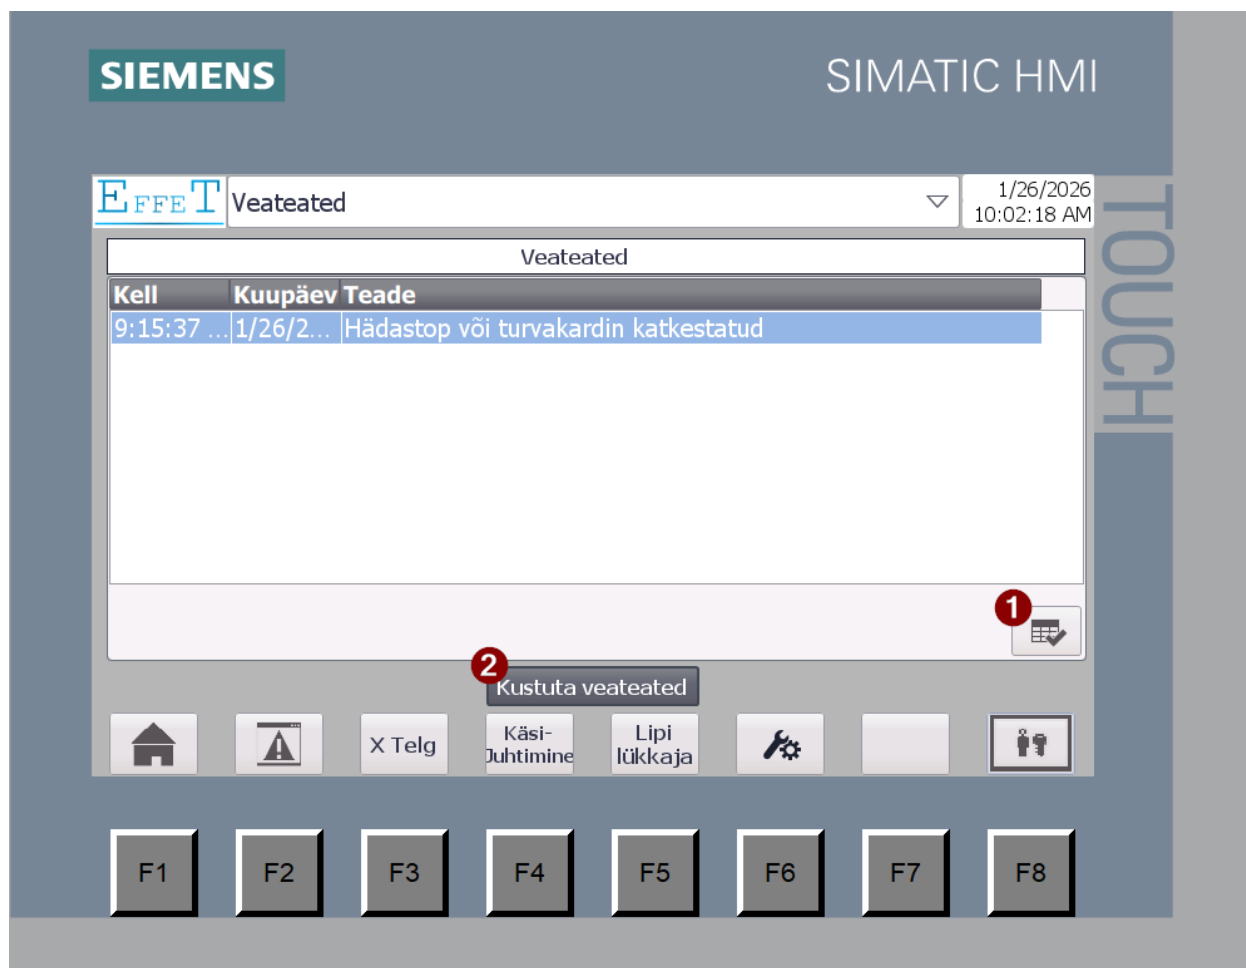 SIEMENS
SIMATIC HMI
TOUCH
EFFET
Veateated
1/26/2026
10:02:18 AM
Veateated
Kell Kuupäev Teade
9:15:37 ... 1/26/2... Hädastop või turvakardin katkestatud
1
2
Kustuta veateated
X Telg
Käsi-
Juhtimine
Lipi
lükkaja
F1 F2 F3 F4 F5 F6 F7 F8